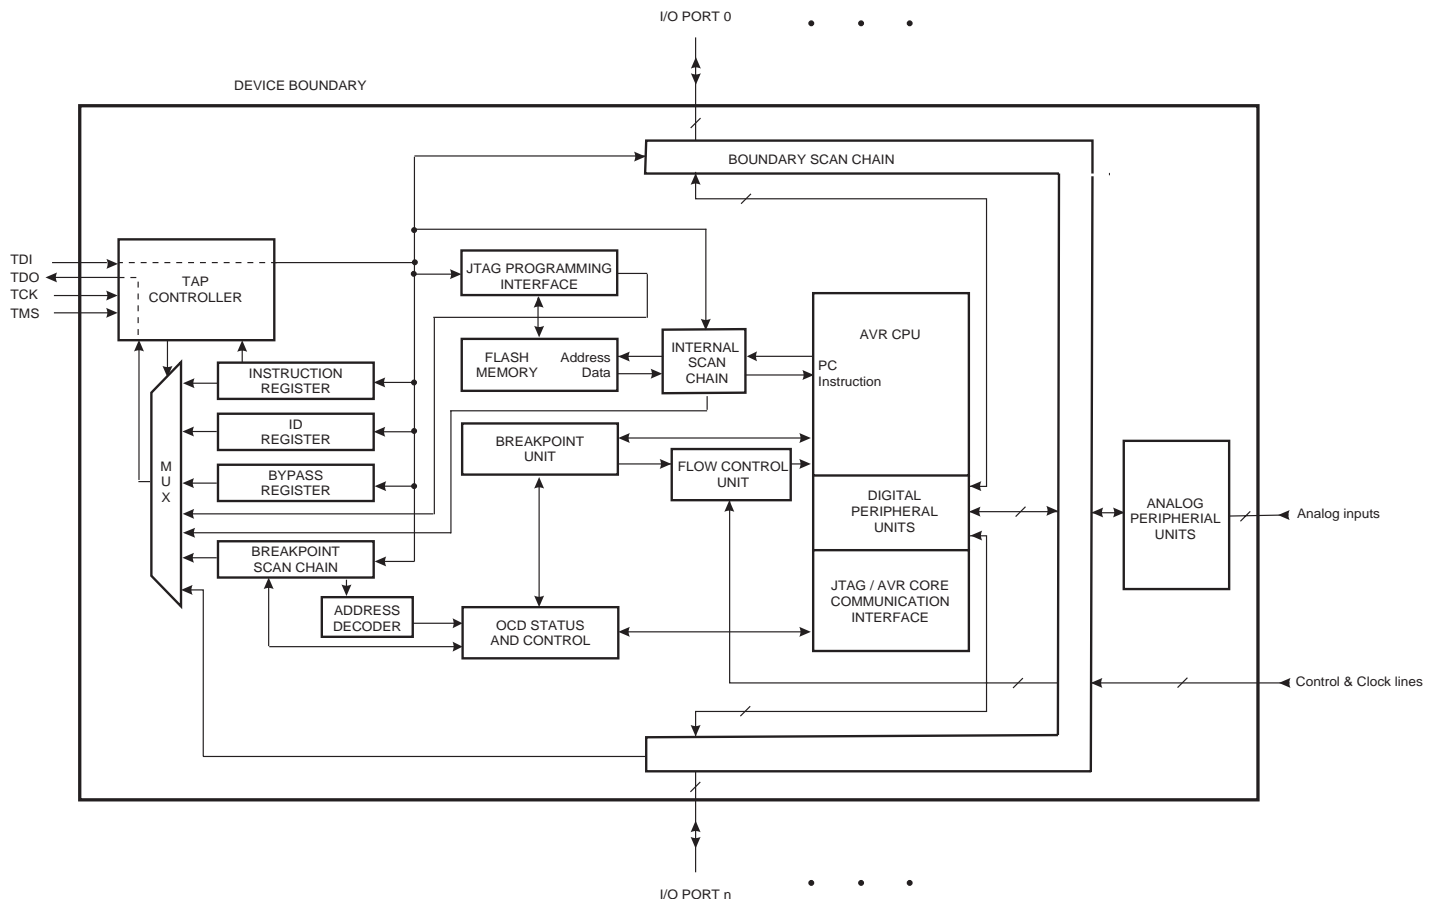 I/O PORT 0
DEVICE BOUNDARY
BOUNDARY SCAN CHAIN
TDI
TDO
TCK
TMS
TAP
CONTROLLER
JTAG PROGRAMMING
INTERFACE
AVR CPU
FLASH
MEMORY
Address
Data
INTERNAL
SCAN
CHAIN
PC
Instruction
INSTRUCTION
REGISTER
ID
REGISTER
M
U
X
BYPASS
REGISTER
BREAKPOINT
UNIT
FLOW CONTROL
UNIT
DIGITAL
PERIPHERAL
UNITS
ANALOG
PERIPHERIAL
UNITS
Analog inputs
BREAKPOINT
SCAN CHAIN
ADDRESS
DECODER
OCD STATUS
AND CONTROL
JTAG / AVR CORE
COMMUNICATION
INTERFACE
Control & Clock lines
I/O PORT n